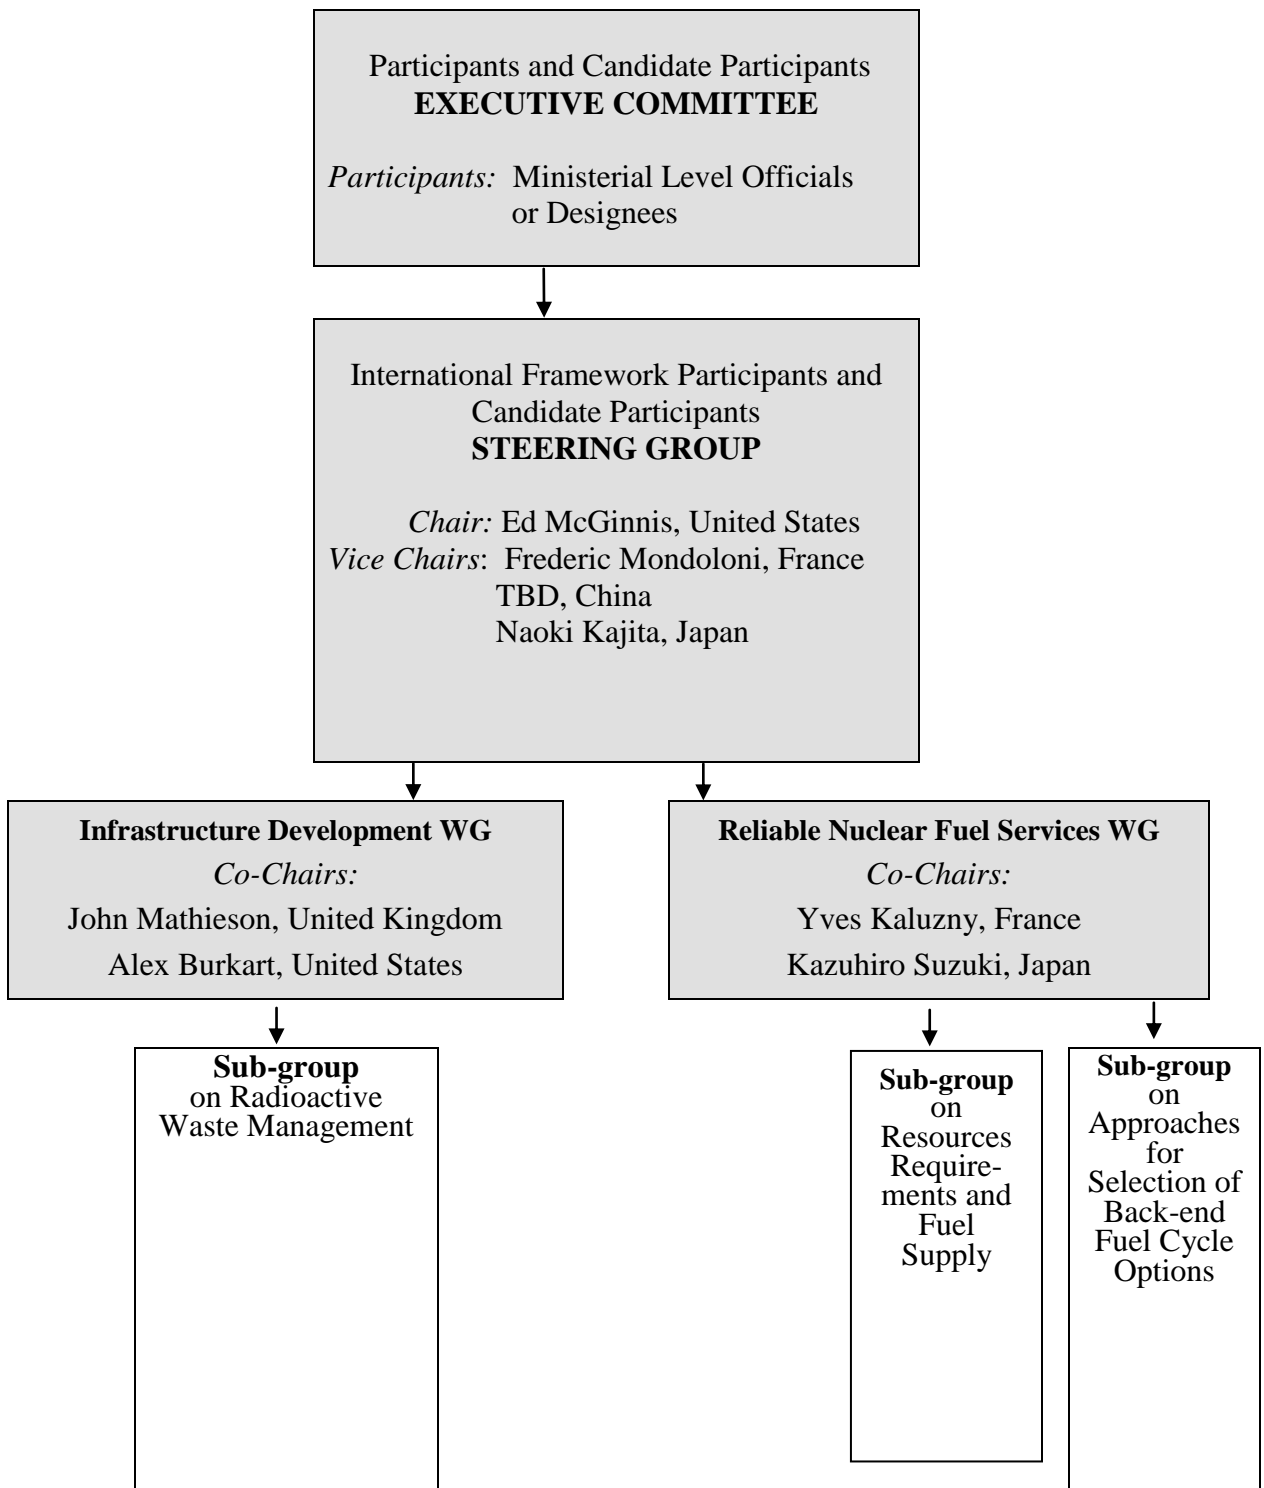 Participants and Candidate Participants
EXECUTIVE COMMITTEE
Participants: Ministerial Level Officials
or Designees
International Framework Participants and
Candidate Participants
STEERING GROUP
Chair: Ed McGinnis, United States
Vice Chairs: Frederic Mondoloni, France
TBD, China
Naoki Kajita, Japan
Infrastructure Development WG
Co-Chairs:
John Mathieson, United Kingdom
Alex Burkart, United States
Reliable Nuclear Fuel Services WG
Co-Chairs:
Yves Kaluzny, France
Kazuhiro Suzuki, Japan
Sub-group
on Radioactive
Waste Management
Sub-group
on
Resources
Require-
ments and
Fuel
Supply
Sub-group
on
Approaches
for
Selection of
Back-end
Fuel Cycle
Options